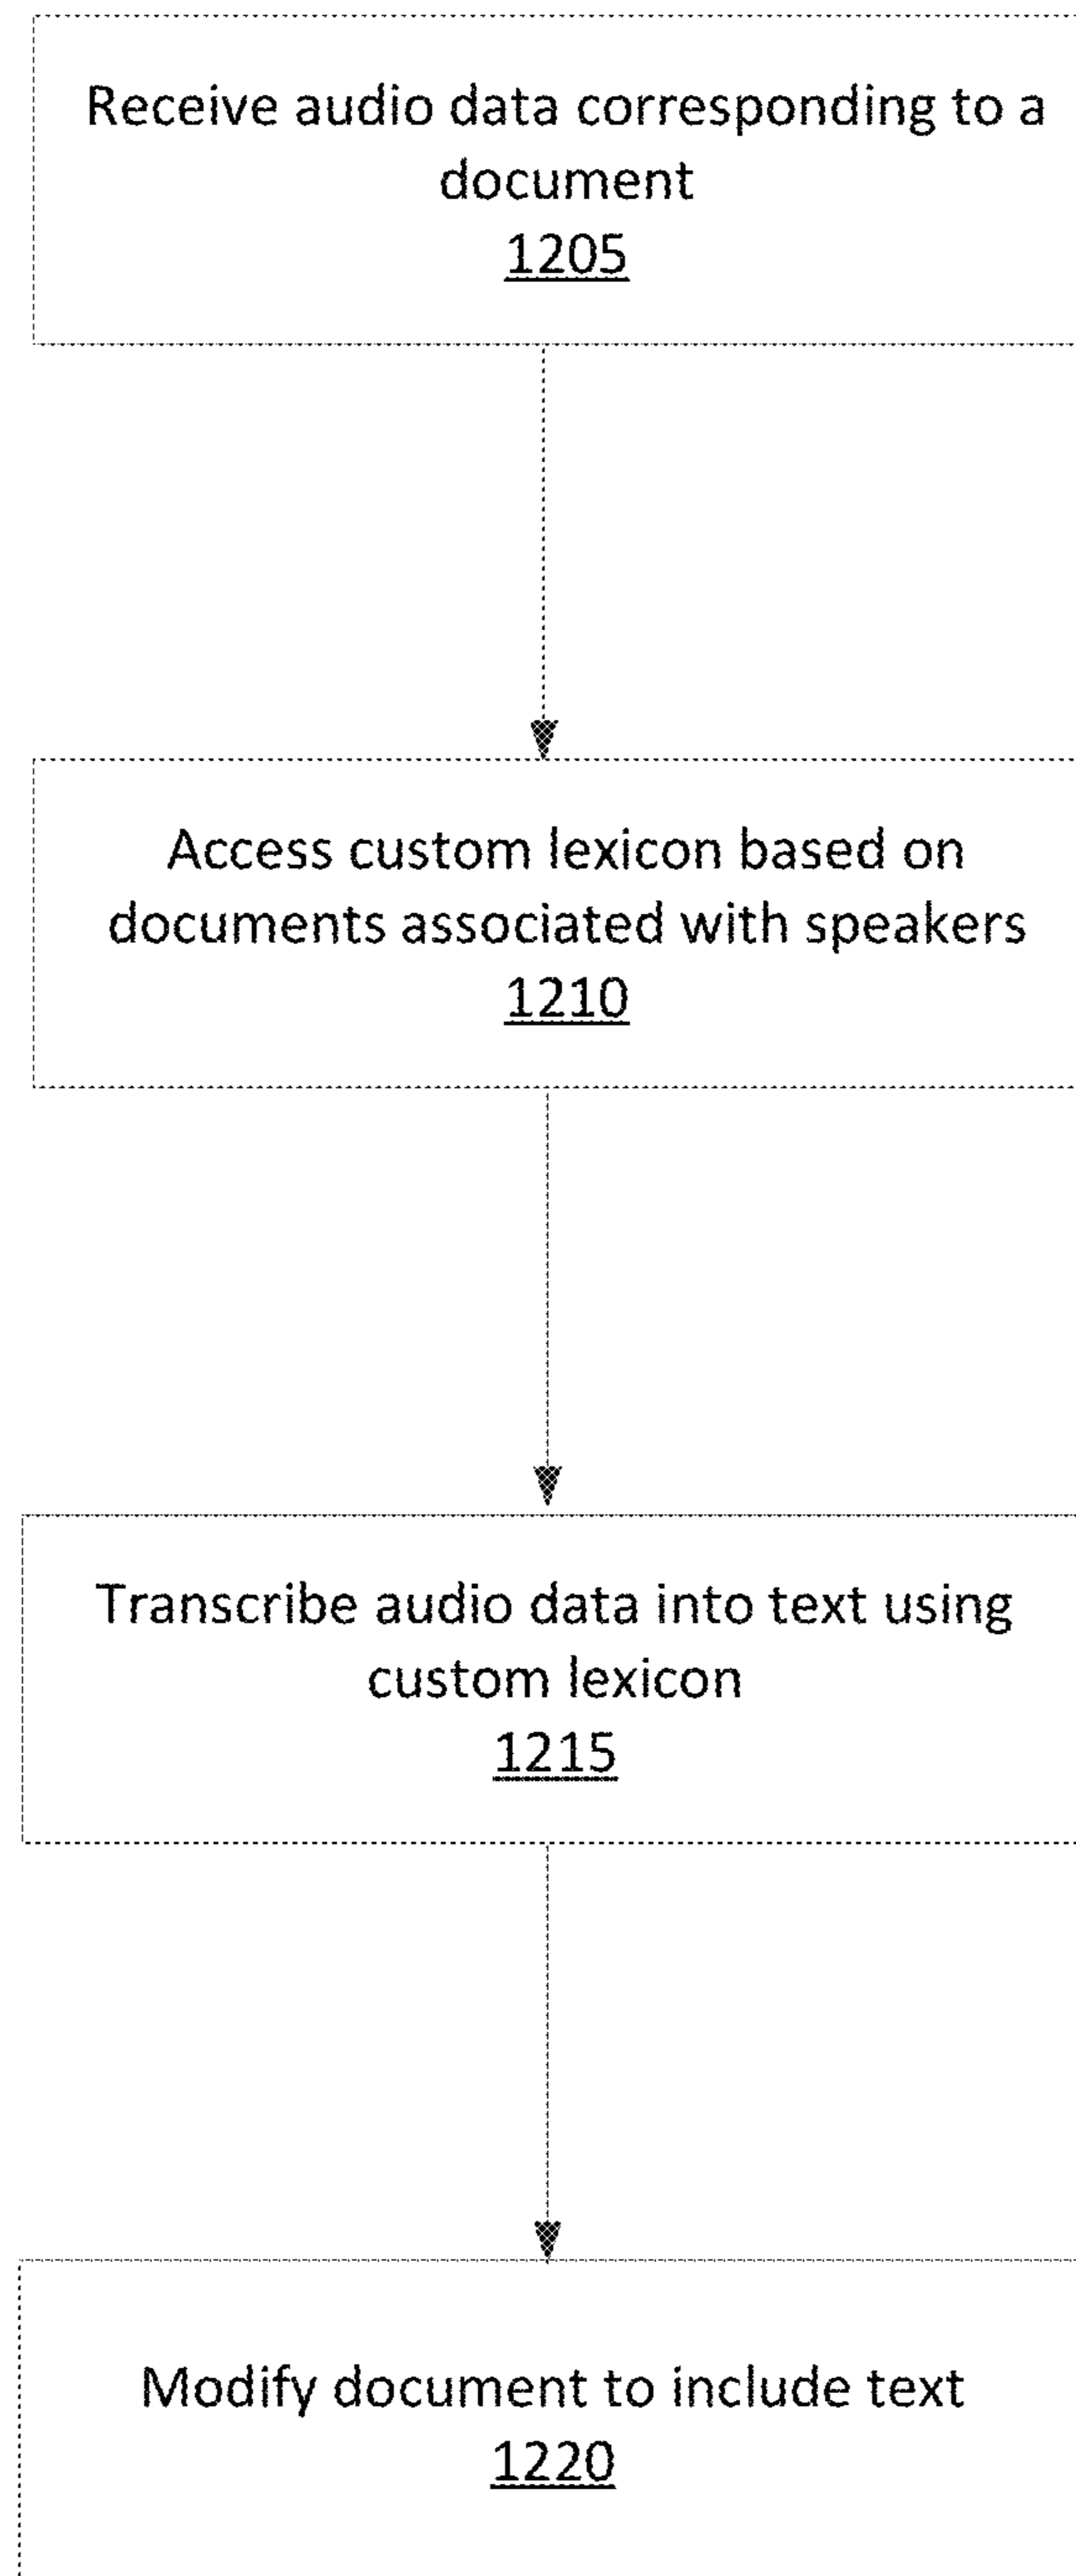 Receive audio data corresponding to a
document
1205
Access custom lexicon based on
documents associated with speakers
1210
Transcribe audio data into text using
custom lexicon
1215
Modify document to include text
1220